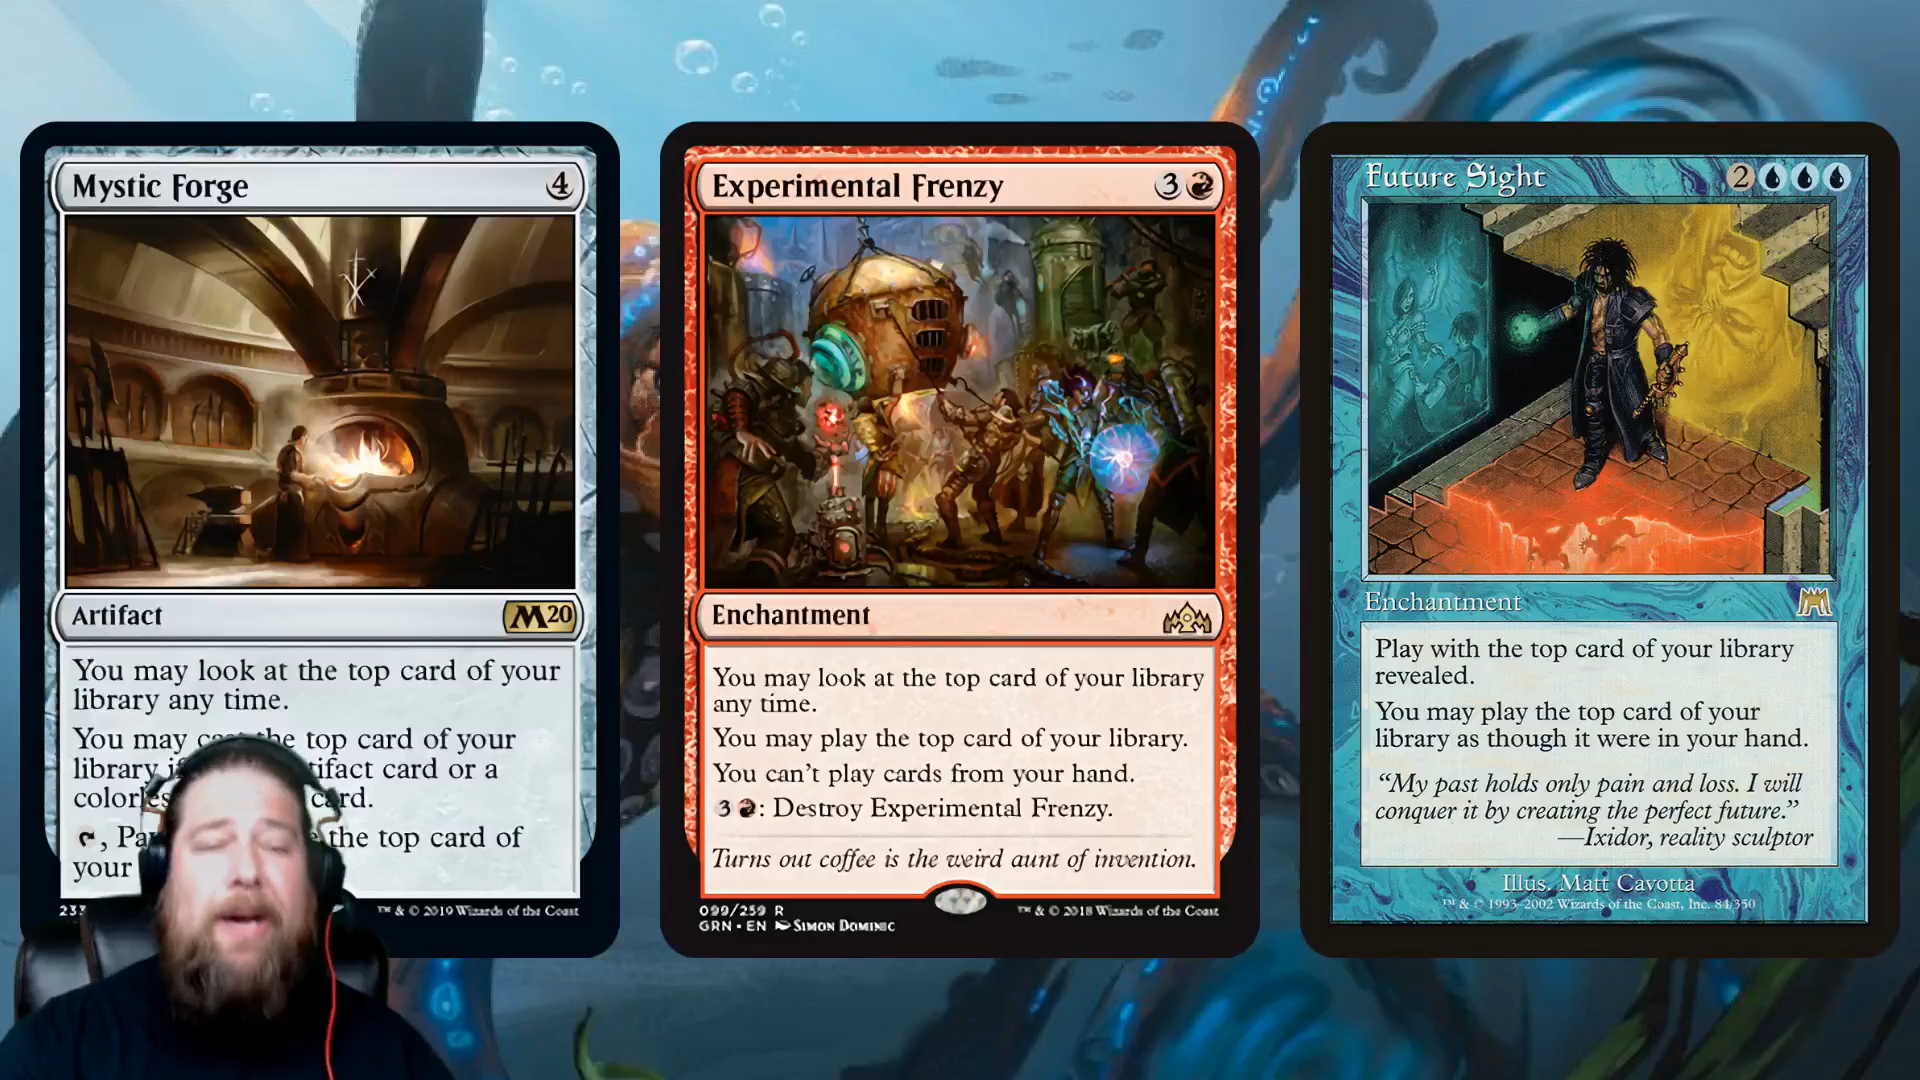 Mystic Forge
4
Artifact
M20
You may look at the top card of your
library any time.
You may the top card of your
library card or a
card.
, the top card of
your
™ & © 2019 Wizards of the Coast
Experimental Frenzy
3
Enchantment
You may look at the top card of your library
any time.
You may play the top card of your library.
You can't play cards from your hand.
3 : Destroy Experimental Frenzy.
Turns out coffee is the weird aunt of invention.
099/259 R
GRN • EN Simon Dominic
™ & © 2018 Wizards of the Coast
Future Sight
2
Enchantment
Play with the top card of your library
revealed.
You may play the top card of your
library as though it were in your hand.
“My past holds only pain and loss. I will
conquer it by creating the perfect future.”
—Ixidor, reality sculptor
Illus. Matt Cavotta
™ & © 1993–2002 Wizards of the Coast, Inc. 84/350